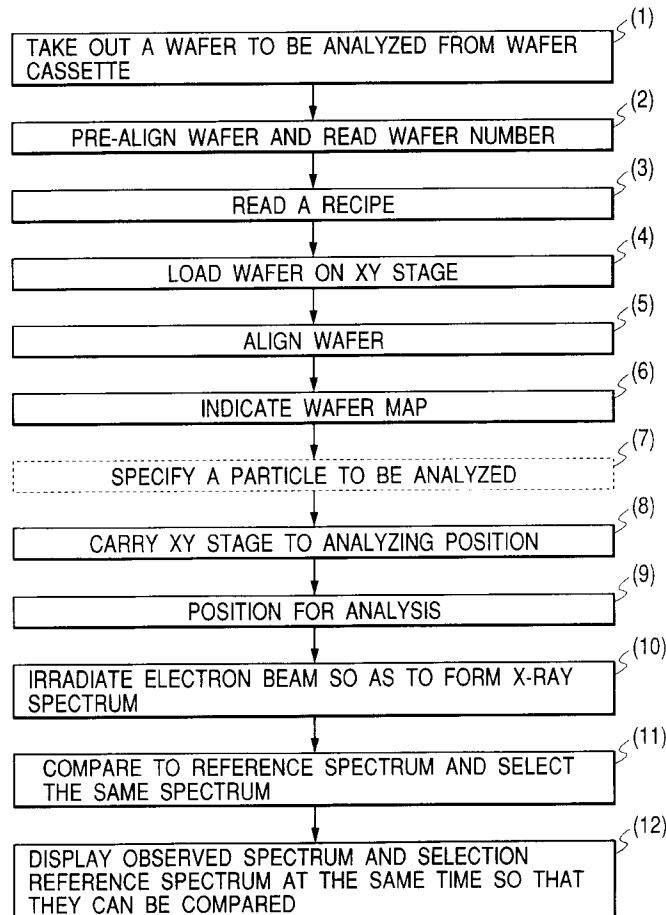 (1)
TAKE OUT A WAFER TO BE ANALYZED FROM WAFER
CASSETTE
(2)
PRE-ALIGN WAFER AND READ WAFER NUMBER
(3)
READ A RECIPE
(4)
LOAD WAFER ON XY STAGE
(5)
ALIGN WAFER
(6)
INDICATE WAFER MAP
(7)
SPECIFY A PARTICLE TO BE ANALYZED
(8)
CARRY XY STAGE TO ANALYZING POSITION
(9)
POSITION FOR ANALYSIS
(10)
IRRADIATE ELECTRON BEAM SO AS TO FORM X-RAY
SPECTRUM
(11)
COMPARE TO REFERENCE SPECTRUM AND SELECT
THE SAME SPECTRUM
(12)
DISPLAY OBSERVED SPECTRUM AND SELECTION
REFERENCE SPECTRUM AT THE SAME TIME SO THAT
THEY CAN BE COMPARED